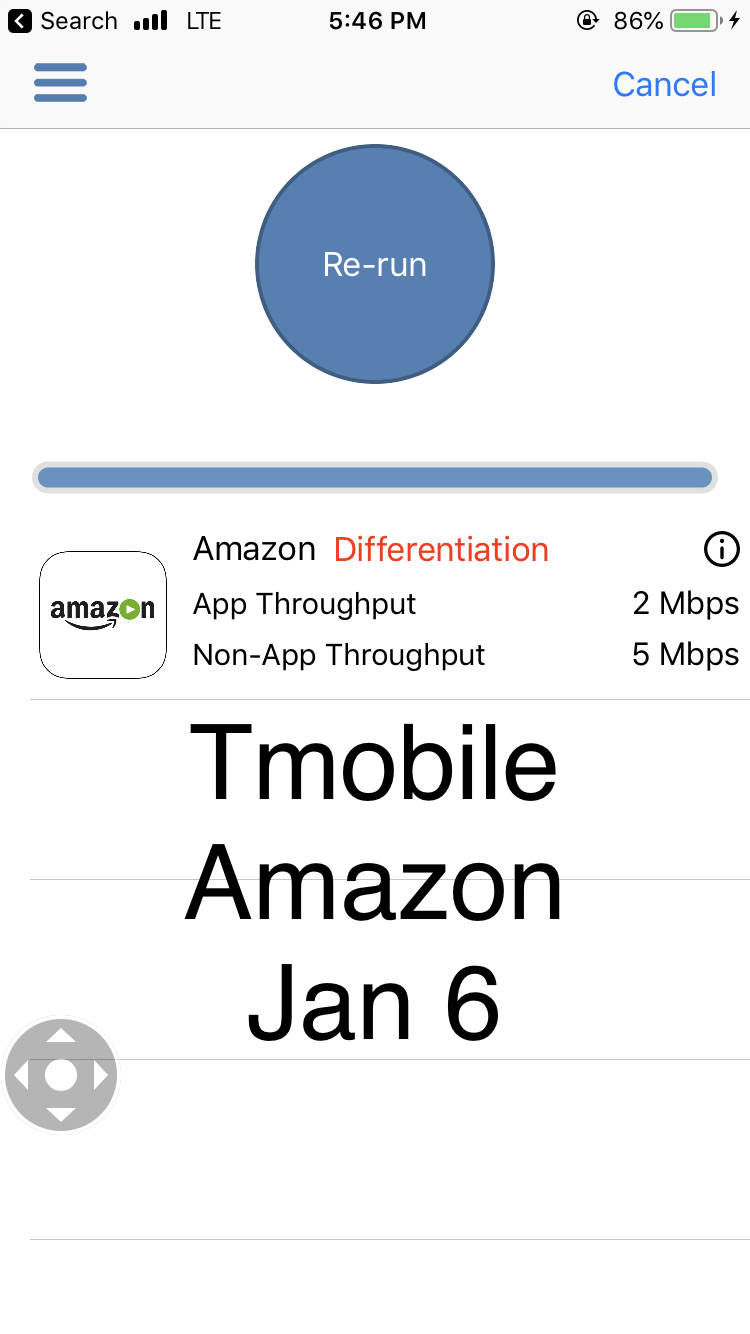 Search LTE 5:46 PM 86%
Cancel
Re-run
Amazon Differentiation
amazon
App Throughput 2 Mbps
Non-App Throughput 5 Mbps
Tmobile
Amazon
Jan 6